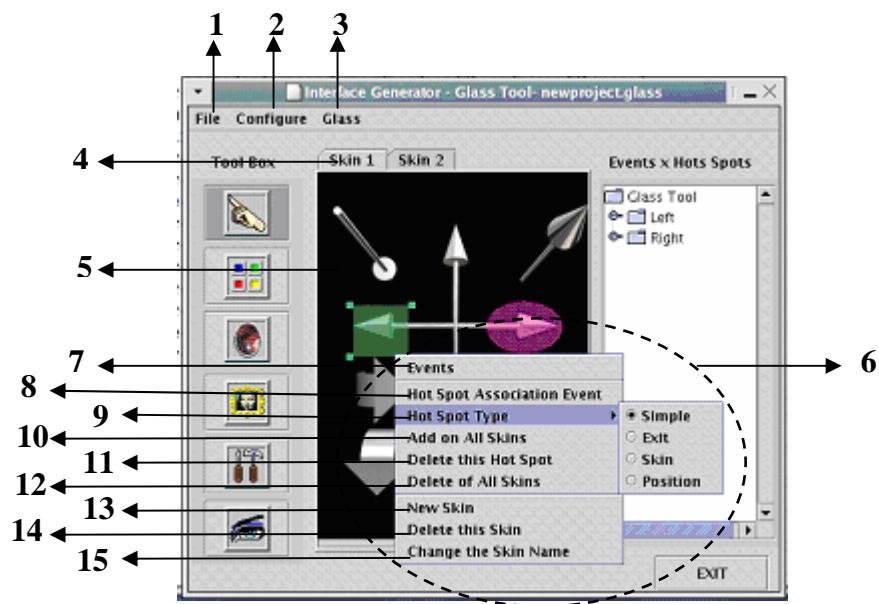 1 2 3
Interface Generator - Glass Tool- newproject.glass
File Configure Glass
4 Tool Box Skin 1 Skin 2 Events x Hots Spots
Glass Tool
Left
Right
5
7 6
Events
8 Hot Spot Association Event
9 Hot Spot Type Simple
10 Add on All Skins Exit
11 Delete this Hot Spot Skin
12 Delete of All Skins Position
13 New Skin
14 Delete this Skin
15 Change the Skin Name
EXIT